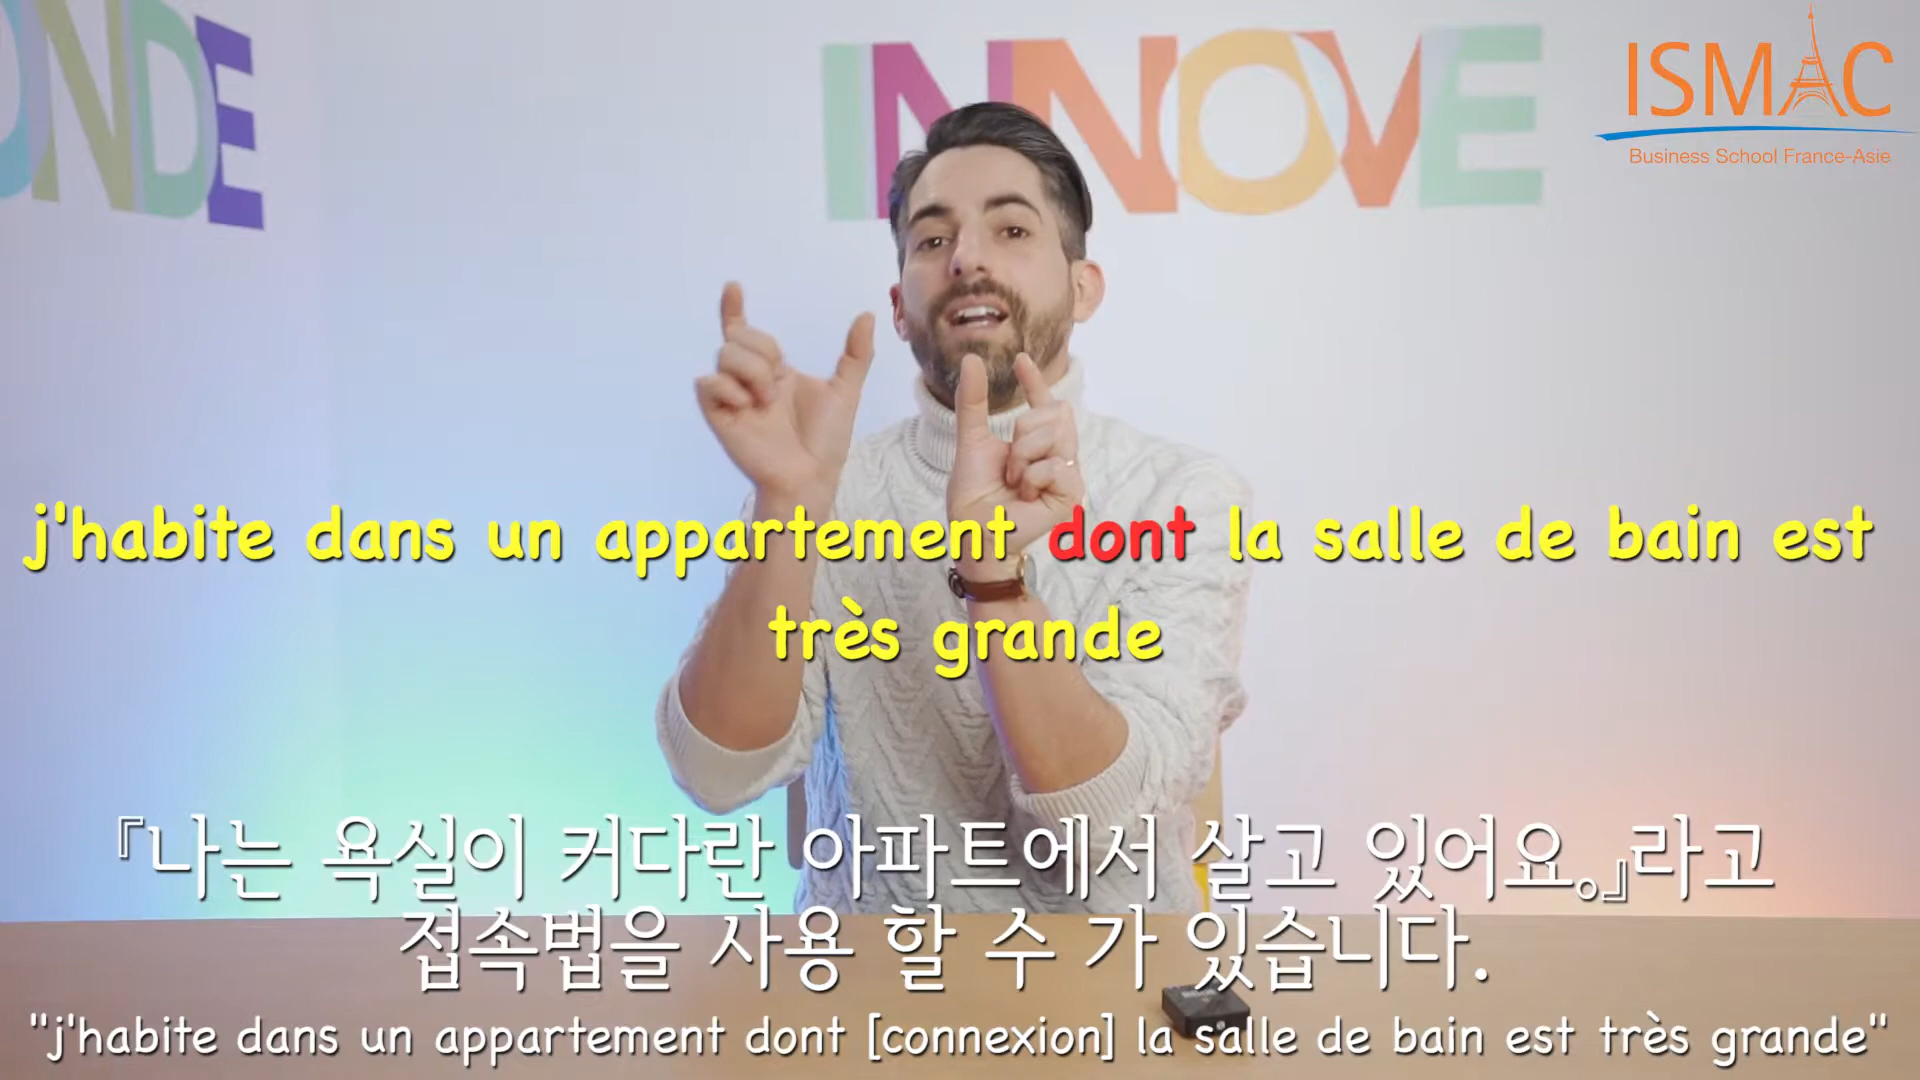 ONDE
INNOVE
ISMAC
Business School France-Asie
j'habite dans un appartement dont la salle de bain est
très grande
『나는 욕실이 커다란 아파트에서 살고 있어요。』라고
접속법을 사용 할 수 가 있습니다.
"j'habite dans un appartement dont [connexion] la salle de bain est très grande"